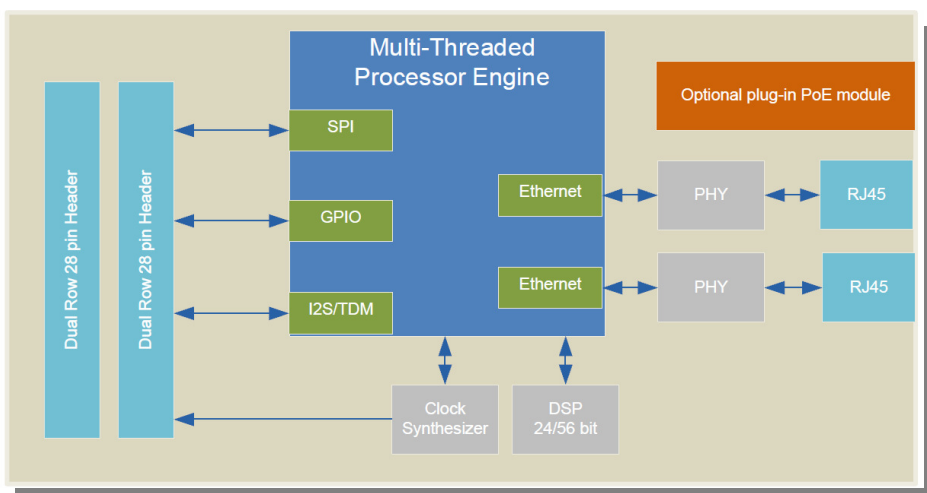 Multi-Threaded
Processor Engine
Optional plug-in PoE module
Dual Row 28 pin Header
Dual Row 28 pin Header
SPI
GPIO
I2S/TDM
Ethernet
PHY
RJ45
Ethernet
PHY
RJ45
Clock
Synthesizer
DSP
24/56 bit